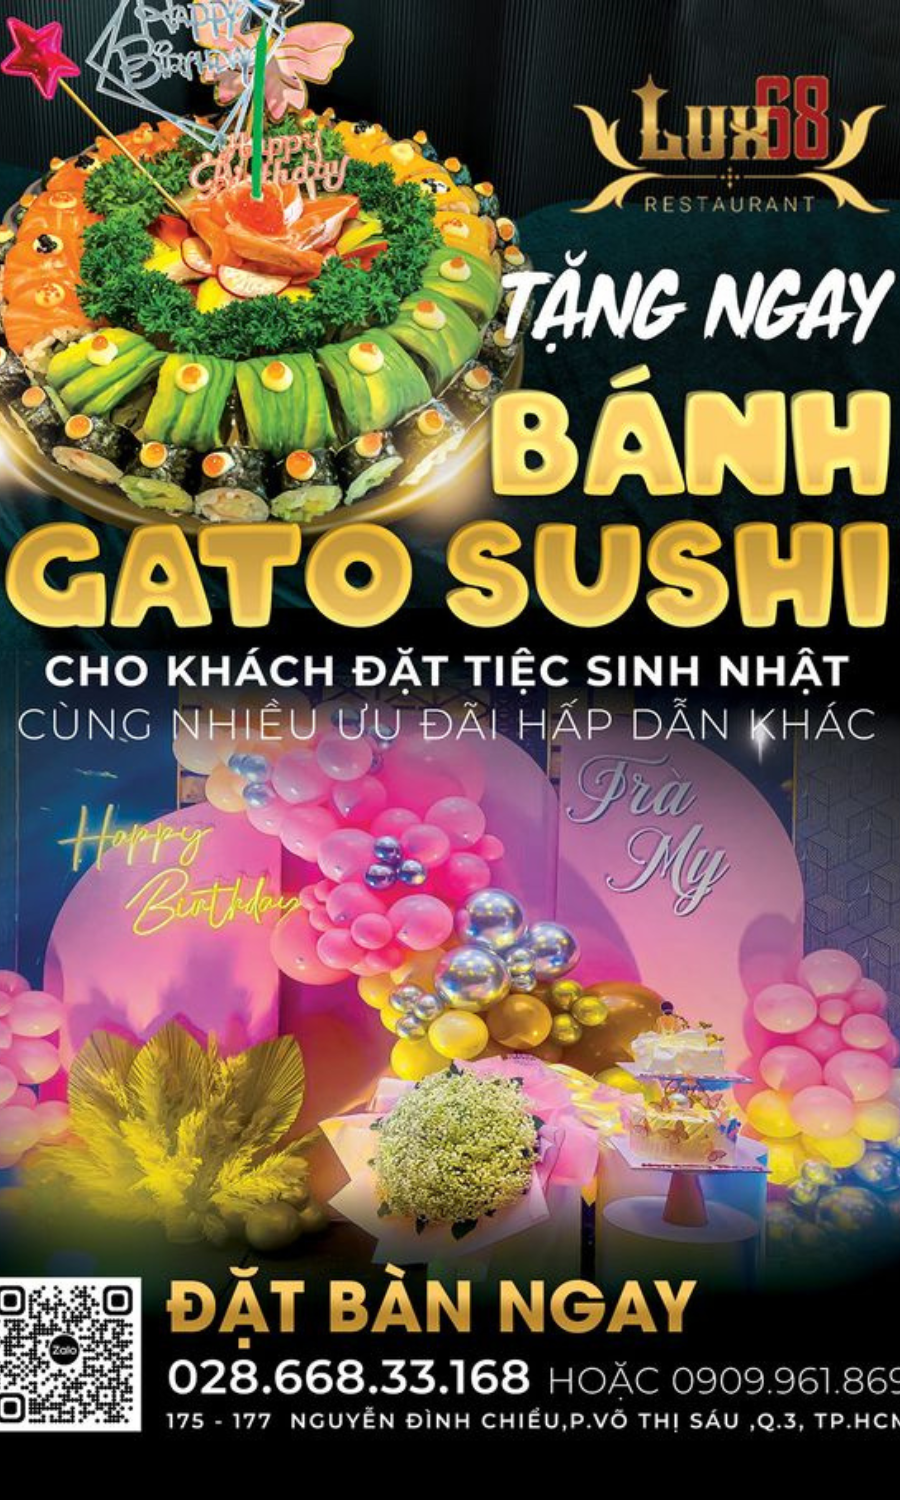 HAPPY
BIRTHDAY
Happy
Birthday
Lux68
RESTAURANT
TẶNG NGAY
BÁNH
GATO SUSHI
CHO KHÁCH ĐẶT TIỆC SINH NHẬT
CÙNG NHIỀU ƯU ĐÃI HẤP DẪN KHÁC
Trà
My
Happy
Birthday
ĐẶT BÀN NGAY
Zalo
028.668.33.168 HOẶC 0909.961.869
175 - 177 NGUYỄN ĐÌNH CHIỂU,P.VÕ THỊ SÁU ,Q.3, TP.HCM